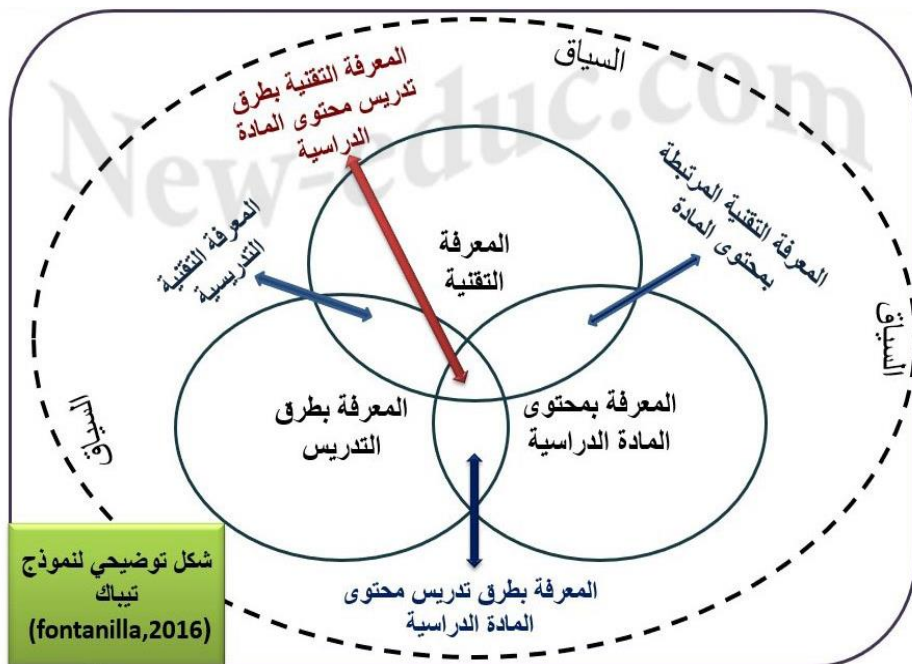 السياق
New-educ.com
المعرفة التقنية بطرق
تدريس محتوى المادة
الدراسية
المعرفة التقنية المرتبطة
بمحتوى المادة
المعرفة التقنية
التدريسية
المعرفة
التقنية
السياق
السياق
المعرفة بمحتوى
المادة الدراسية
المعرفة بطرق
التدريس
المعرفة بطرق تدريس محتوى
المادة الدراسية
شكل توضيحي لنموذج
تيباك
(fontanilla,2016)